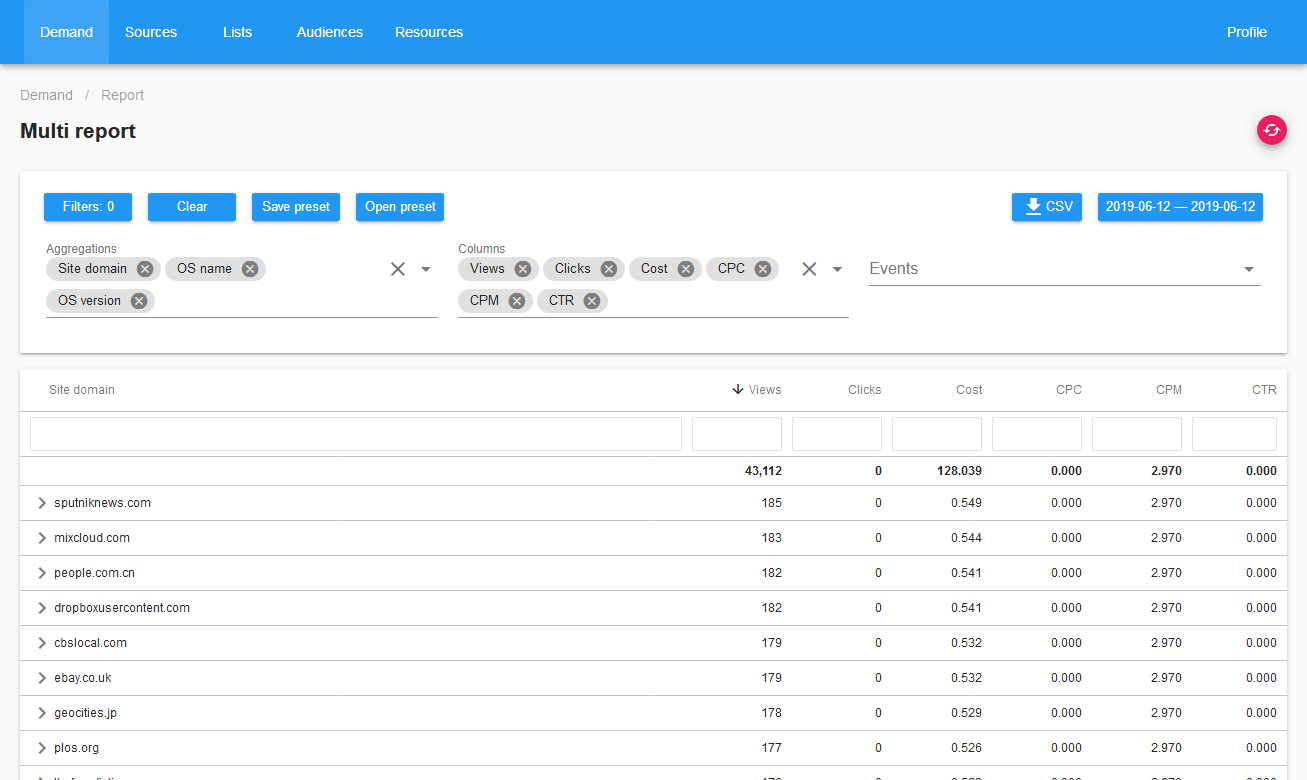 Demand Sources Lists Audiences Resources Profile
Demand / Report
Multi report
Filters: 0 Clear Save preset Open preset CSV 2019-06-12 — 2019-06-12
Aggregations Columns
Site domain OS name Views Clicks Cost CPC Events
OS version CPM CTR
Site domain Views Clicks Cost CPC CPM CTR
43,112 0 128.039 0.000 2.970 0.000
sputniknews.com 185 0 0.549 0.000 2.970 0.000
mixcloud.com 183 0 0.544 0.000 2.970 0.000
people.com.cn 182 0 0.541 0.000 2.970 0.000
dropboxusercontent.com 182 0 0.541 0.000 2.970 0.000
cbslocal.com 179 0 0.532 0.000 2.970 0.000
ebay.co.uk 179 0 0.532 0.000 2.970 0.000
geocities.jp 178 0 0.529 0.000 2.970 0.000
plos.org 177 0 0.526 0.000 2.970 0.000